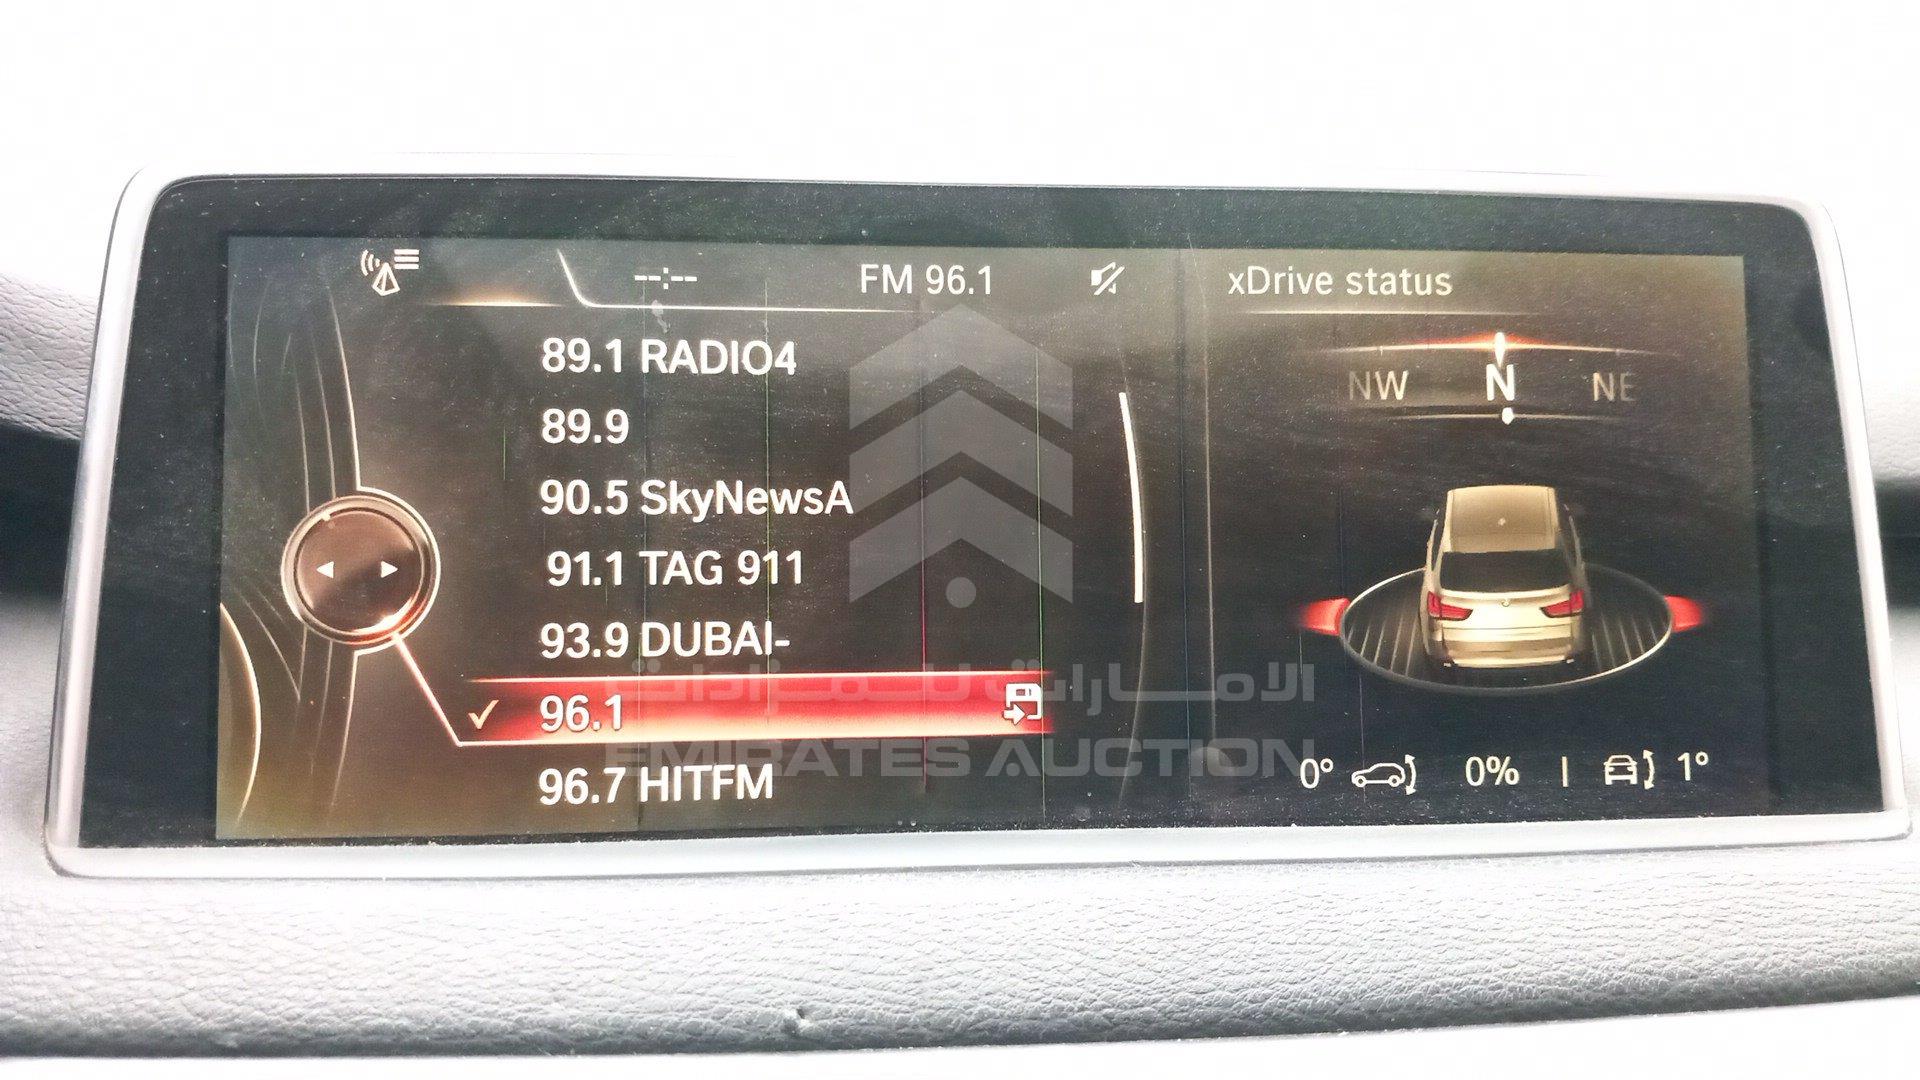 --:-- FM 96.1 xDrive status
89.1 RADIO4
89.9
90.5 SkyNewsA
91.1 TAG 911
93.9 DUBAI-
96.1
96.7 HITFM
NW N NE
0° 0% | 1°
الامارات للمزادات
EMIRATES AUCTION